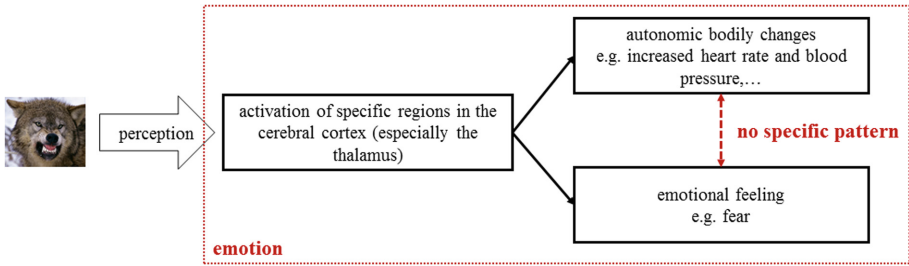 perception
activation of specific regions in the
cerebral cortex (especially the
thalamus)
autonomic bodily changes
e.g. increased heart rate and blood
pressure,…
no specific pattern
emotional feeling
e.g. fear
emotion